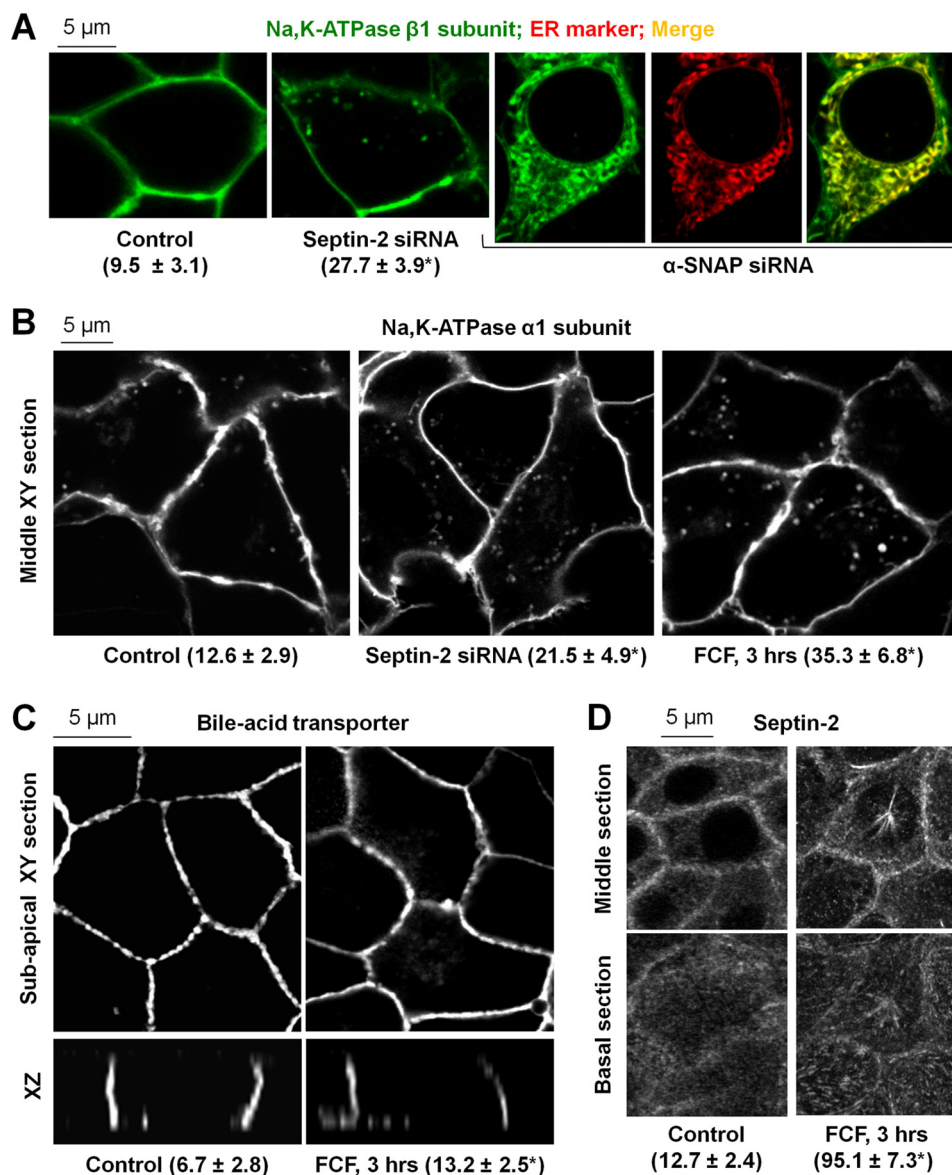 A
5 µm
Na,K-ATPase β1 subunit; ER marker; Merge
Control
(9.5 ± 3.1)
Septin-2 siRNA
(27.7 ± 3.9*)
α-SNAP siRNA
B
5 µm
Na,K-ATPase α1 subunit
Middle XY section
Control (12.6 ± 2.9)
Septin-2 siRNA (21.5 ± 4.9*)
FCF, 3 hrs (35.3 ± 6.8*)
C
5 µm
Bile-acid transporter
Sub-apical XY section
XZ
Control (6.7 ± 2.8)
FCF, 3 hrs (13.2 ± 2.5*)
D
5 µm
Septin-2
Middle section
Basal section
Control
(12.7 ± 2.4)
FCF, 3 hrs
(95.1 ± 7.3*)